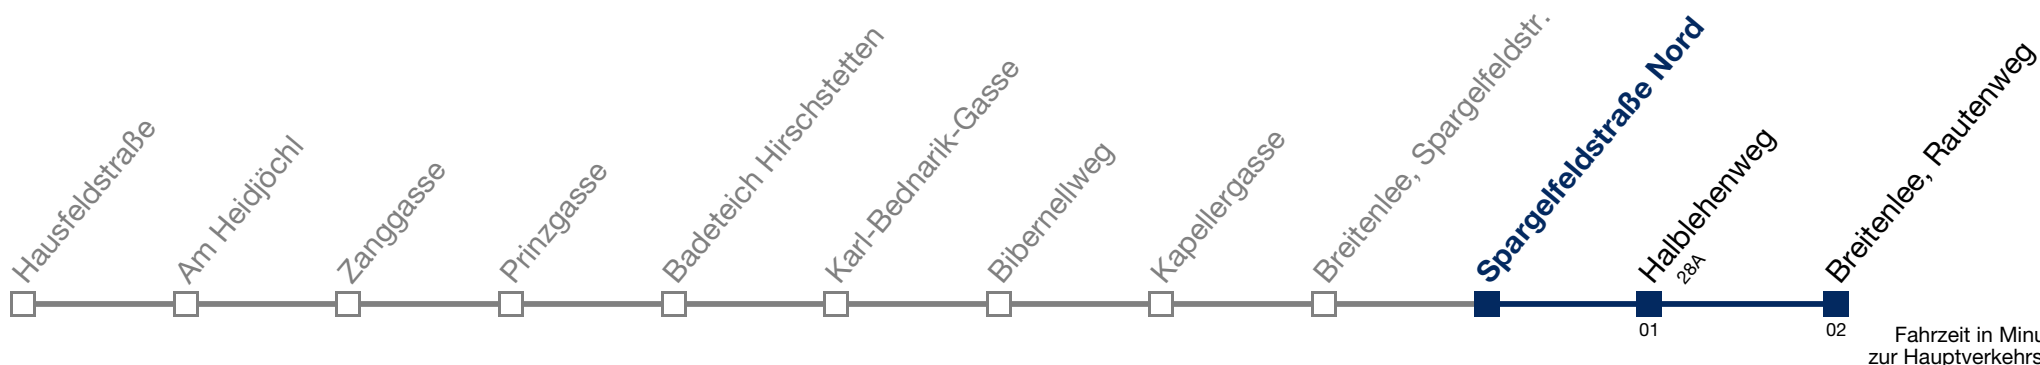 Hausfeldstraße
Am Heidjöchl
Zanggasse
Prinzgasse
Badeteich Hirschstetten
Karl-Bednarik-Gasse
Bibernellweg
Kapellergasse
Breitenlee, Spargelfeldstr.
Spargelfeldstraße Nord
Halblehenweg
28A
Breitenlee, Rautenweg
01
02
Fahrzeit in Minu
zur Hauptverkehrs